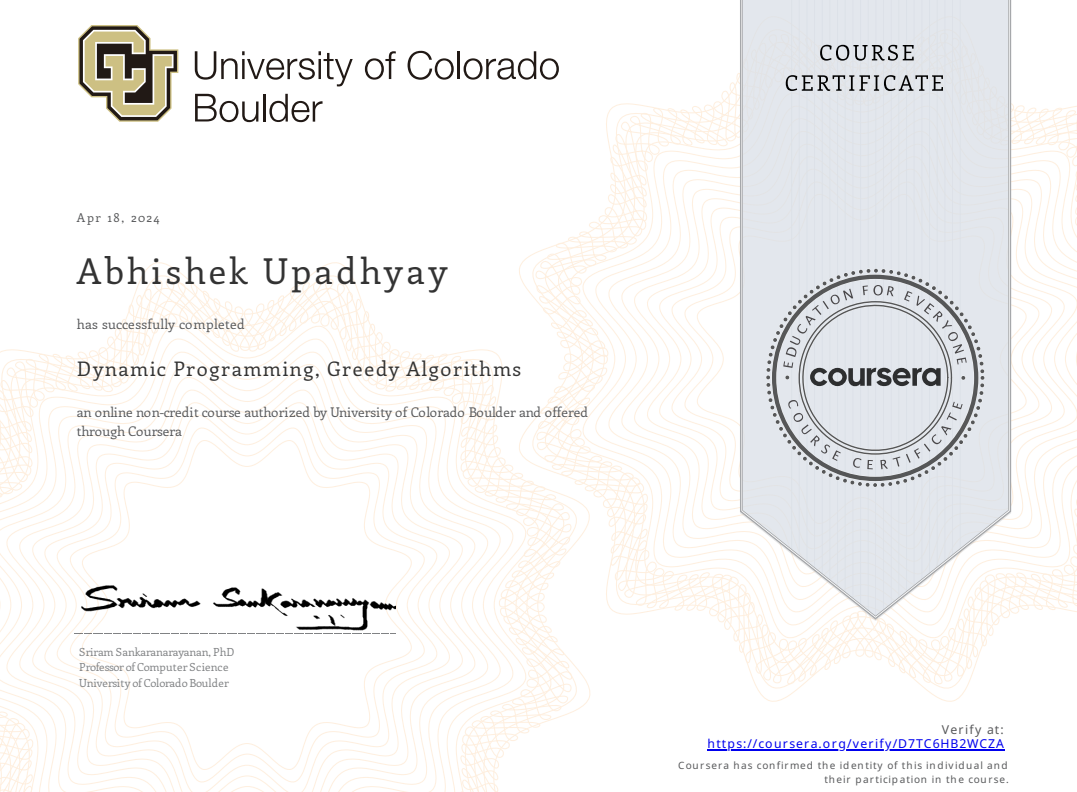 CU
University of Colorado
Boulder
COURSE
CERTIFICATE
Apr 18, 2024
Abhishek Upadhyay
has successfully completed
Dynamic Programming, Greedy Algorithms
an online non-credit course authorized by University of Colorado Boulder and offered
through Coursera
EDUCATION FOR EVERYONE
coursera
COURSE CERTIFICATE
Sriram Sankaranarayanan
Sriram Sankaranarayanan, PhD
Professor of Computer Science
University of Colorado Boulder
Verify at:
https://coursera.org/verify/D7TC6HB2WCZA
Coursera has confirmed the identity of this individual and
their participation in the course.